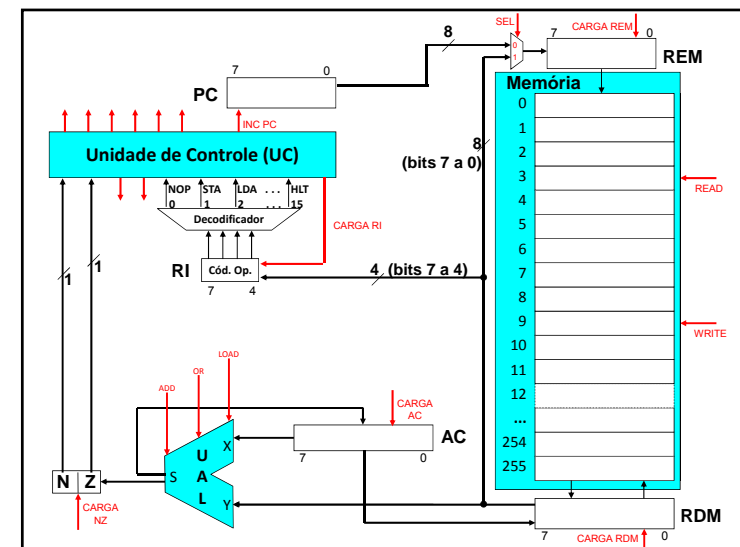 SEL
CARGA REM
7 0
8
0
1
REM
7 0
PC
Memória
INC PC
Unidade de Controle (UC)
8
(bits 7 a 0)
NOP STA LDA . . . HLT
0 1 2 . . . 15
Decodificador
CARGA RI
RI
Cód. Op.
7 4
4 (bits 7 a 4)
0
1
2
3
4
5
6
7
8
9
10
11
12
...
254
255
READ
WRITE
1
1
LOAD
OR
ADD
CARGA
AC
AC
7 0
X
U
A
L
S
Y
N Z
CARGA
NZ
RDM
7 CARGA RDM 0